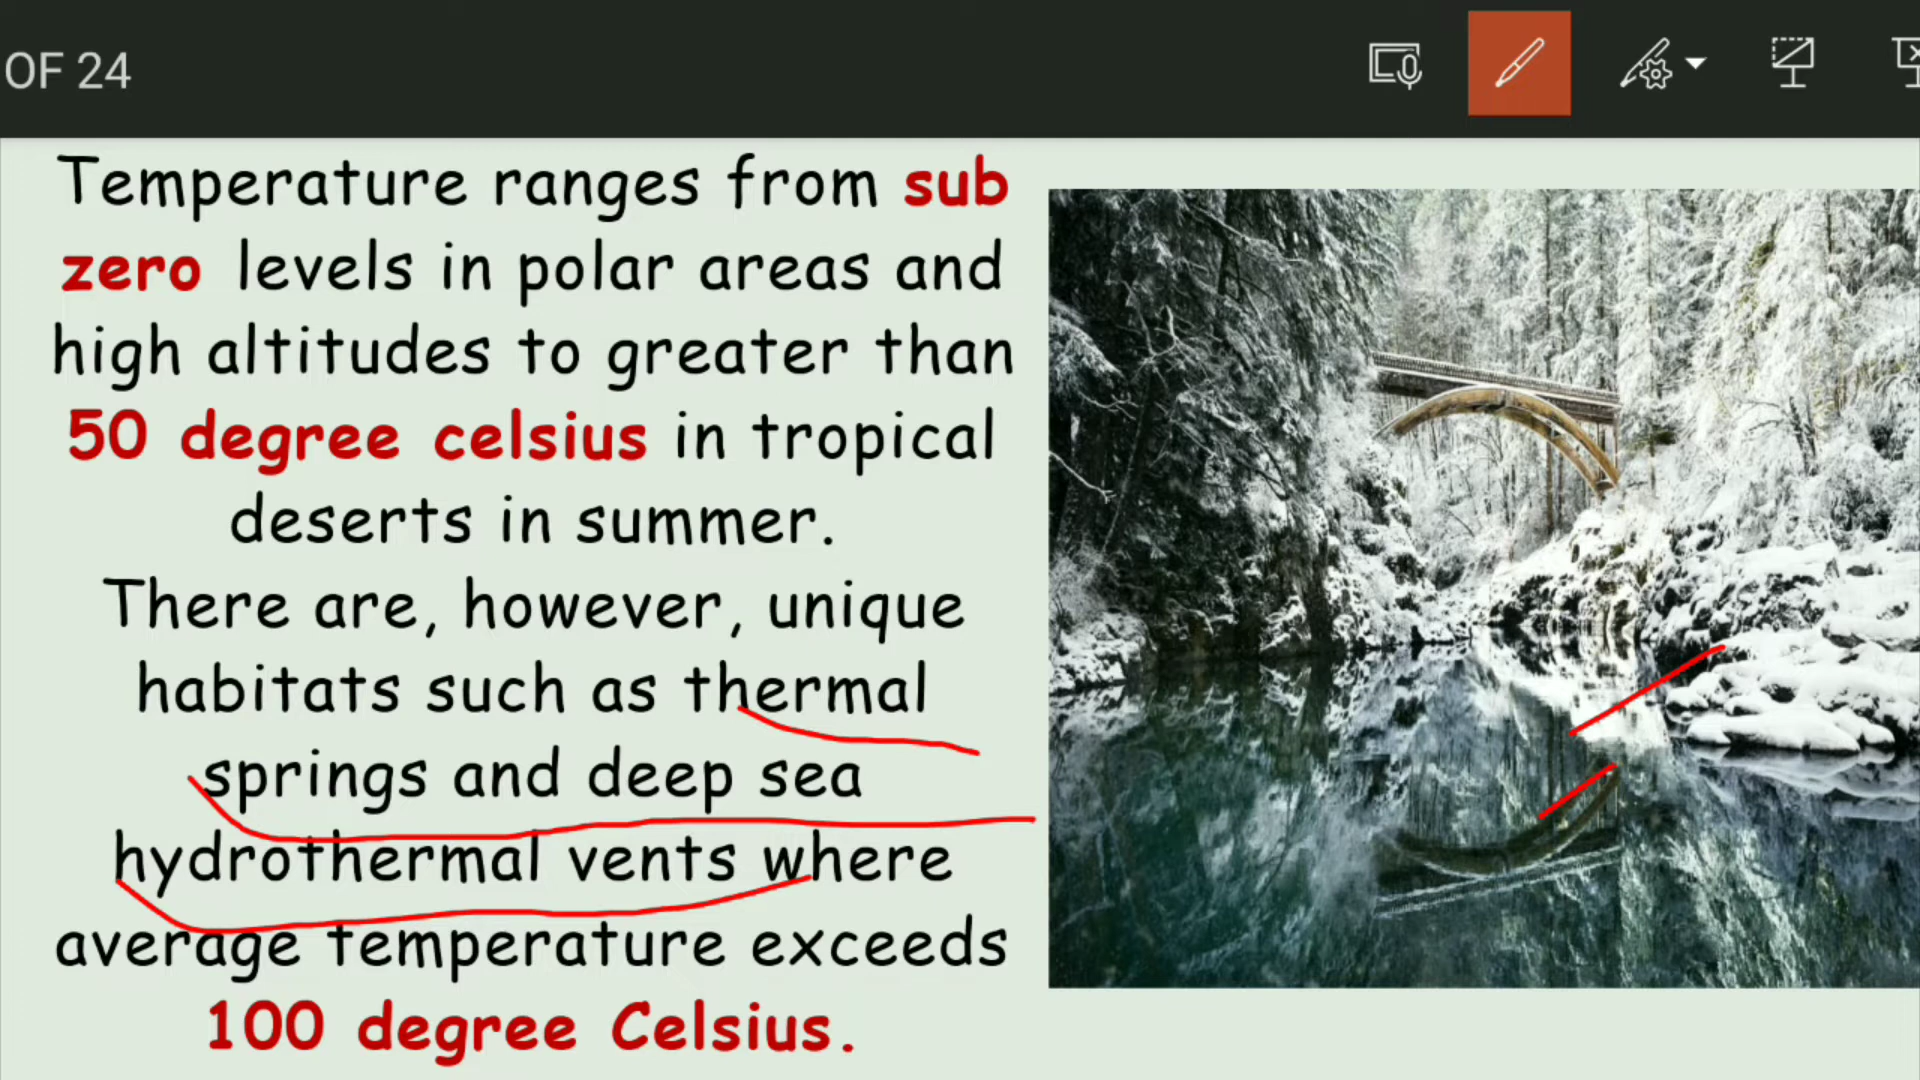 OF 24
Temperature ranges from sub
zero levels in polar areas and
high altitudes to greater than
50 degree celsius in tropical
deserts in summer.
There are, however, unique
habitats such as thermal
springs and deep sea
hydrothermal vents where
average temperature exceeds
100 degree Celsius.